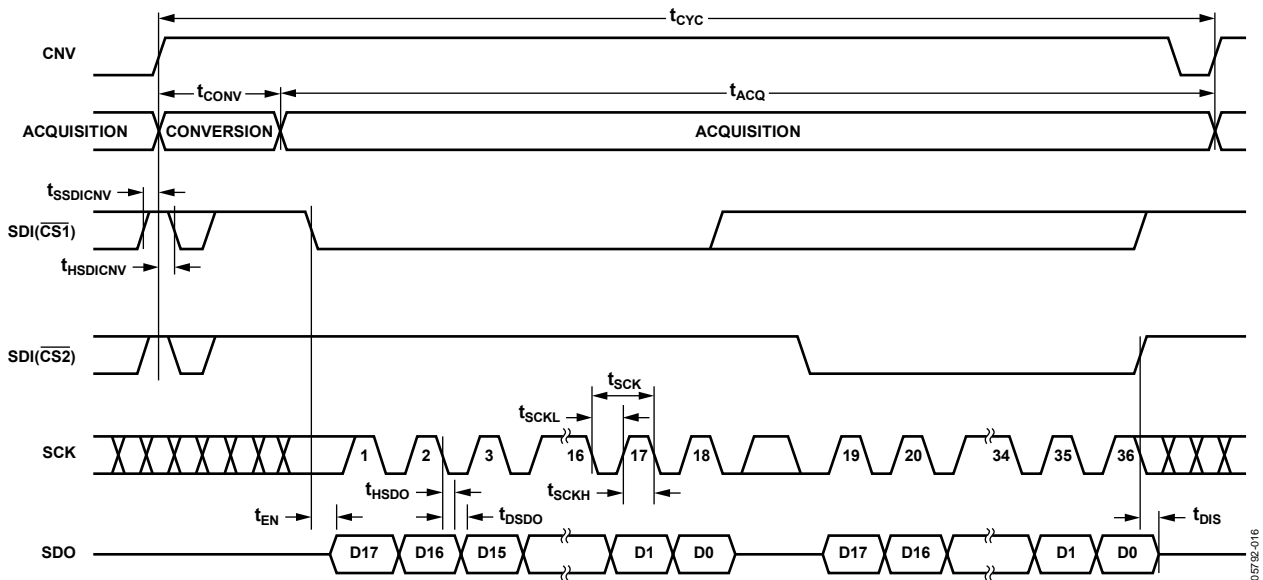 tCYC
CNV
tCONV
tACQ
ACQUISITION CONVERSION ACQUISITION
tSSDICNV
SDI(CS1)
tHSDICNV
SDI(CS2)
tSCK
tSCKL
SCK 1 2 3 16 17 18 19 20 34 35 36
tHSDO
tSCKH
tEN
tDSDO
tDIS
SDO D17 D16 D15 D1 D0 D17 D16 D1 D0
05792-016